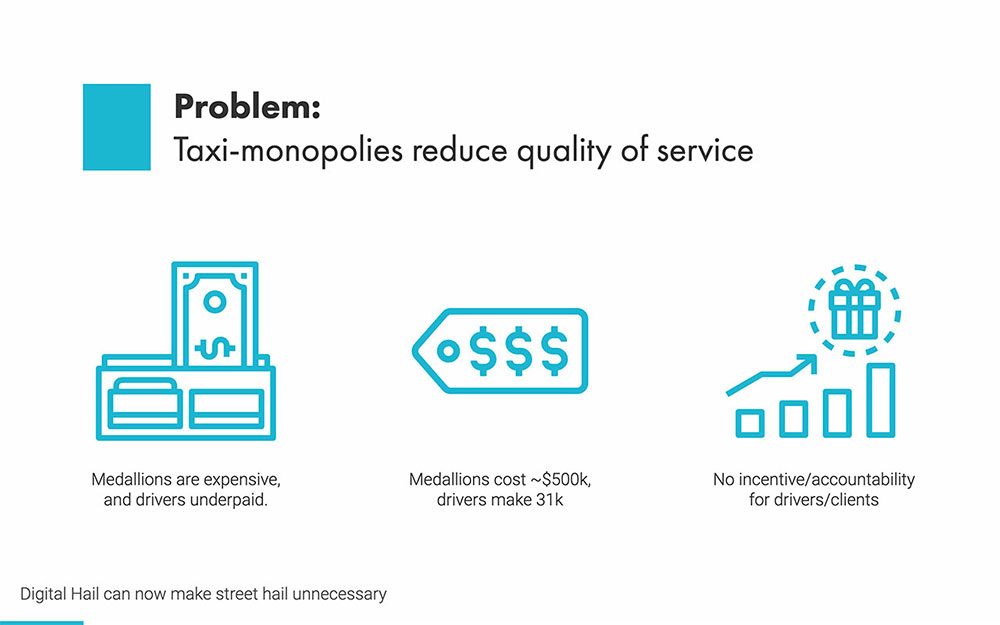 Problem:
Taxi-monopolies reduce quality of service
$
$$$
Medallions are expensive,
and drivers underpaid.
Medallions cost ~$500k,
drivers make 31k
No incentive/accountability
for drivers/clients
Digital Hail can now make street hail unnecessary